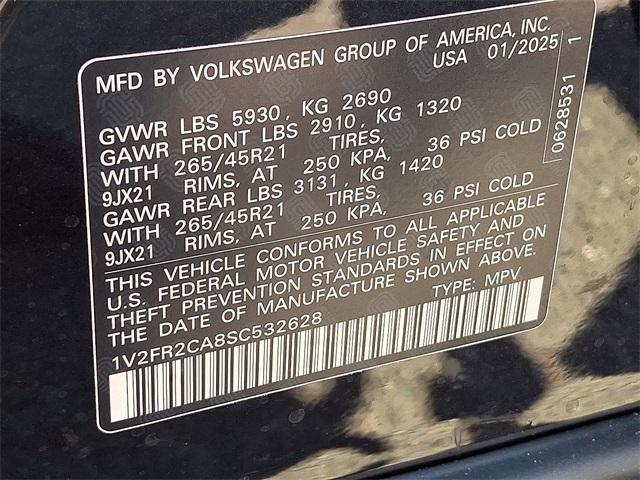 MFD BY VOLKSWAGEN GROUP OF AMERICA, INC.
USA 01/2025
GVWR LBS 5930, KG 2690
GAWR FRONT LBS 2910, KG 1320
WITH 265/45R21 TIRES,
9JX21 RIMS, AT 250 KPA, 36 PSI COLD
GAWR REAR LBS 3131, KG 1420
WITH 265/45R21 TIRES,
9JX21 RIMS, AT 250 KPA, 36 PSI COLD
THIS VEHICLE CONFORMS TO ALL APPLICABLE
U.S. FEDERAL MOTOR VEHICLE SAFETY AND
THEFT PREVENTION STANDARDS IN EFFECT ON
THE DATE OF MANUFACTURE SHOWN ABOVE.
1V2FR2CA8SC532628 TYPE: MPV
0628531 1